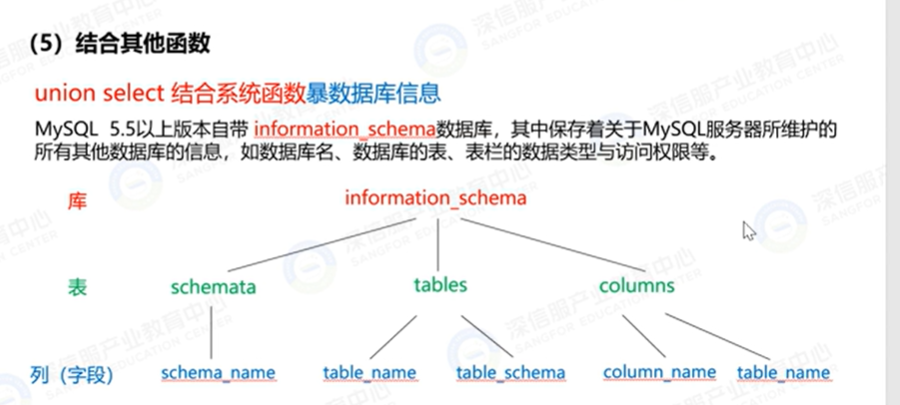 （5）结合其他函数
union select 结合系统函数暴数据库信息
MySQL 5.5以上版本自带 information_schema数据库，其中保存着关于MySQL服务器所维护的
所有其他数据库的信息，如数据库名、数据库的表、表栏的数据类型与访问权限等。
库 information_schema
表 schemata tables columns
列（字段） schema_name table_name table_schema column_name table_name
深信服产业教育中心
SANGFOR EDUCATION CENTER